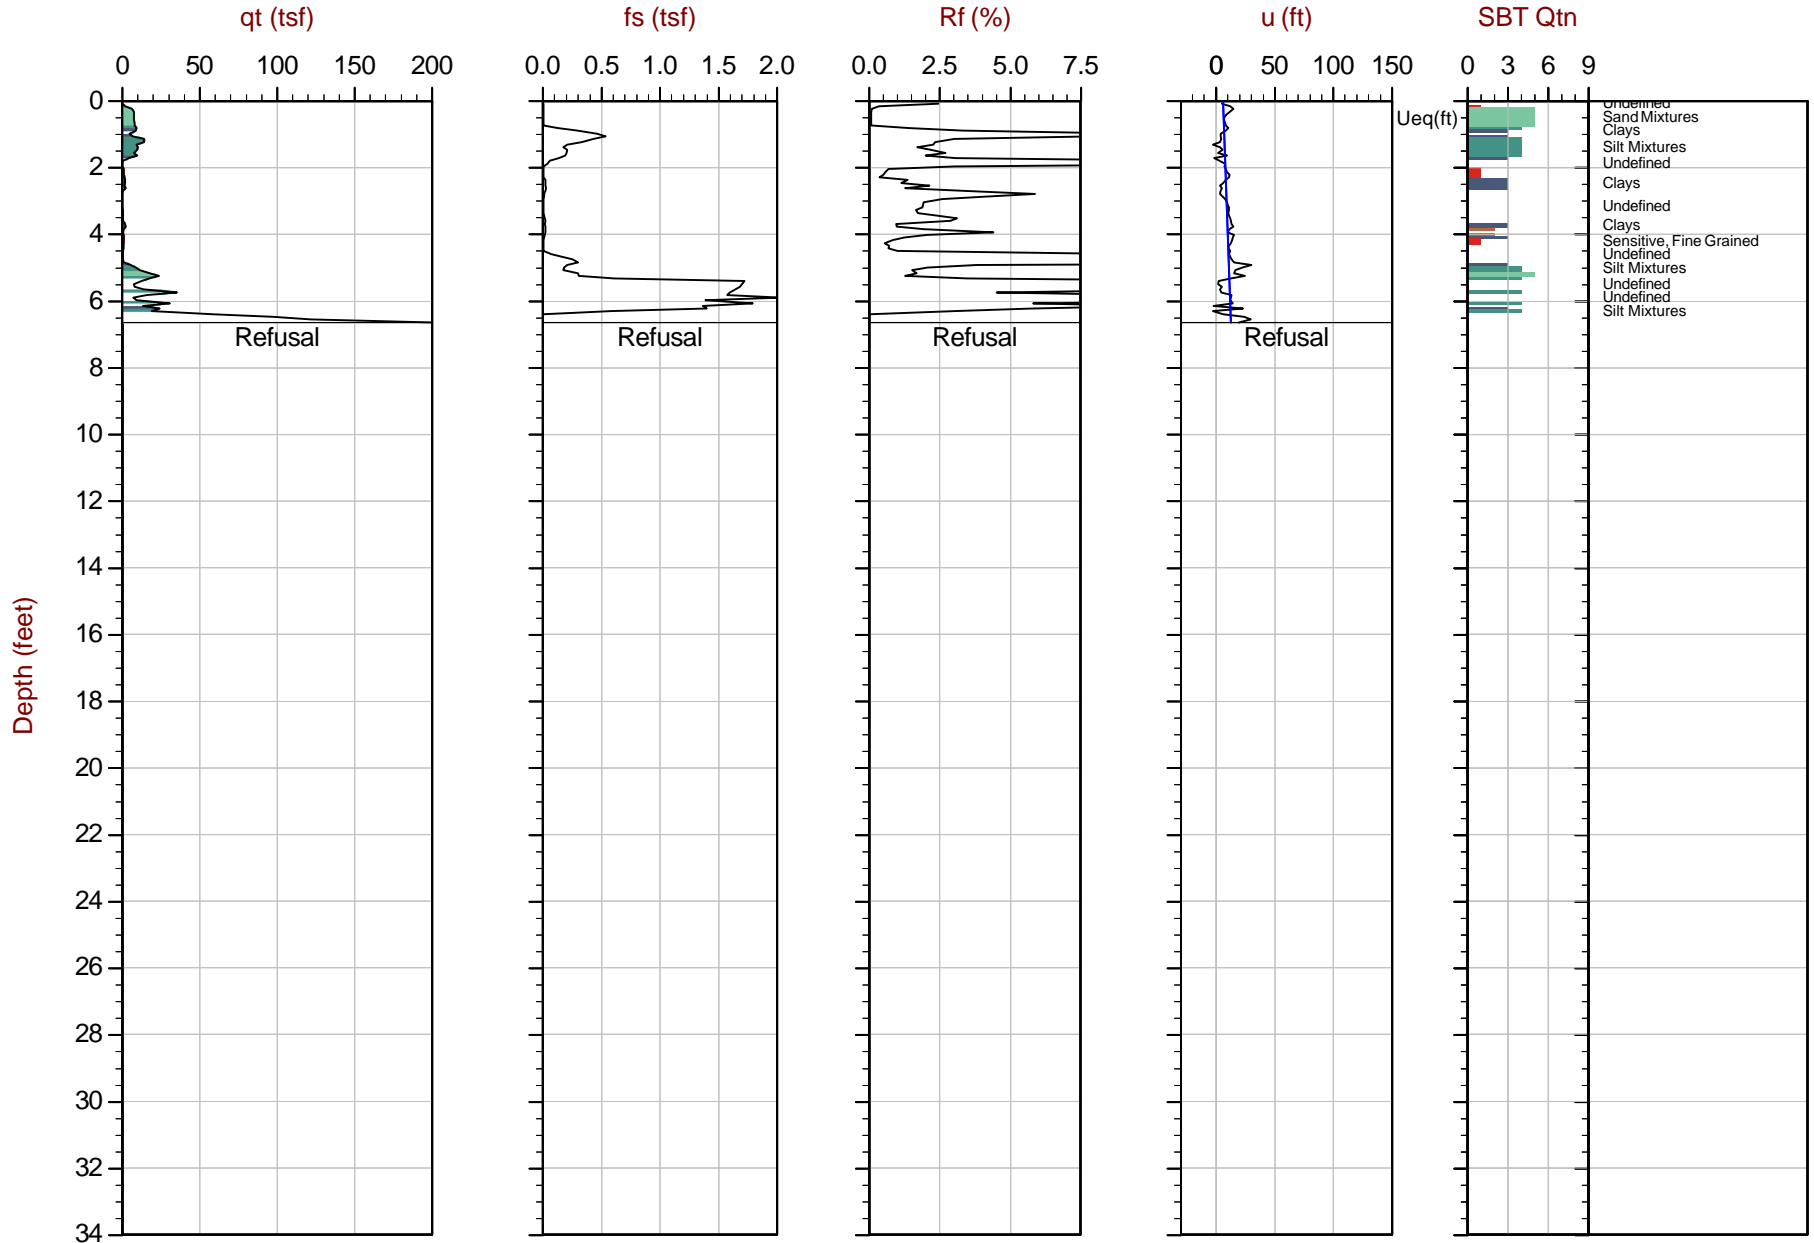 qt (tsf) fs (tsf) Rf (%) u (ft) SBT Qtn
0 50 100 150 200 0.0 0.5 1.0 1.5 2.0 0.0 2.5 5.0 7.5 0 50 100 150 0 3 6 9
0
Undefined
Ueq(ft) Sand Mixtures
Clays
Silt Mixtures
2 Undefined
Clays
Undefined
Clays
4 Sensitive, Fine Grained
Undefined
Silt Mixtures
Undefined
6 Undefined
Silt Mixtures
Refusal Refusal Refusal Refusal
8
10
12
14
16
Depth (feet)
18
20
22
24
26
28
30
32
34